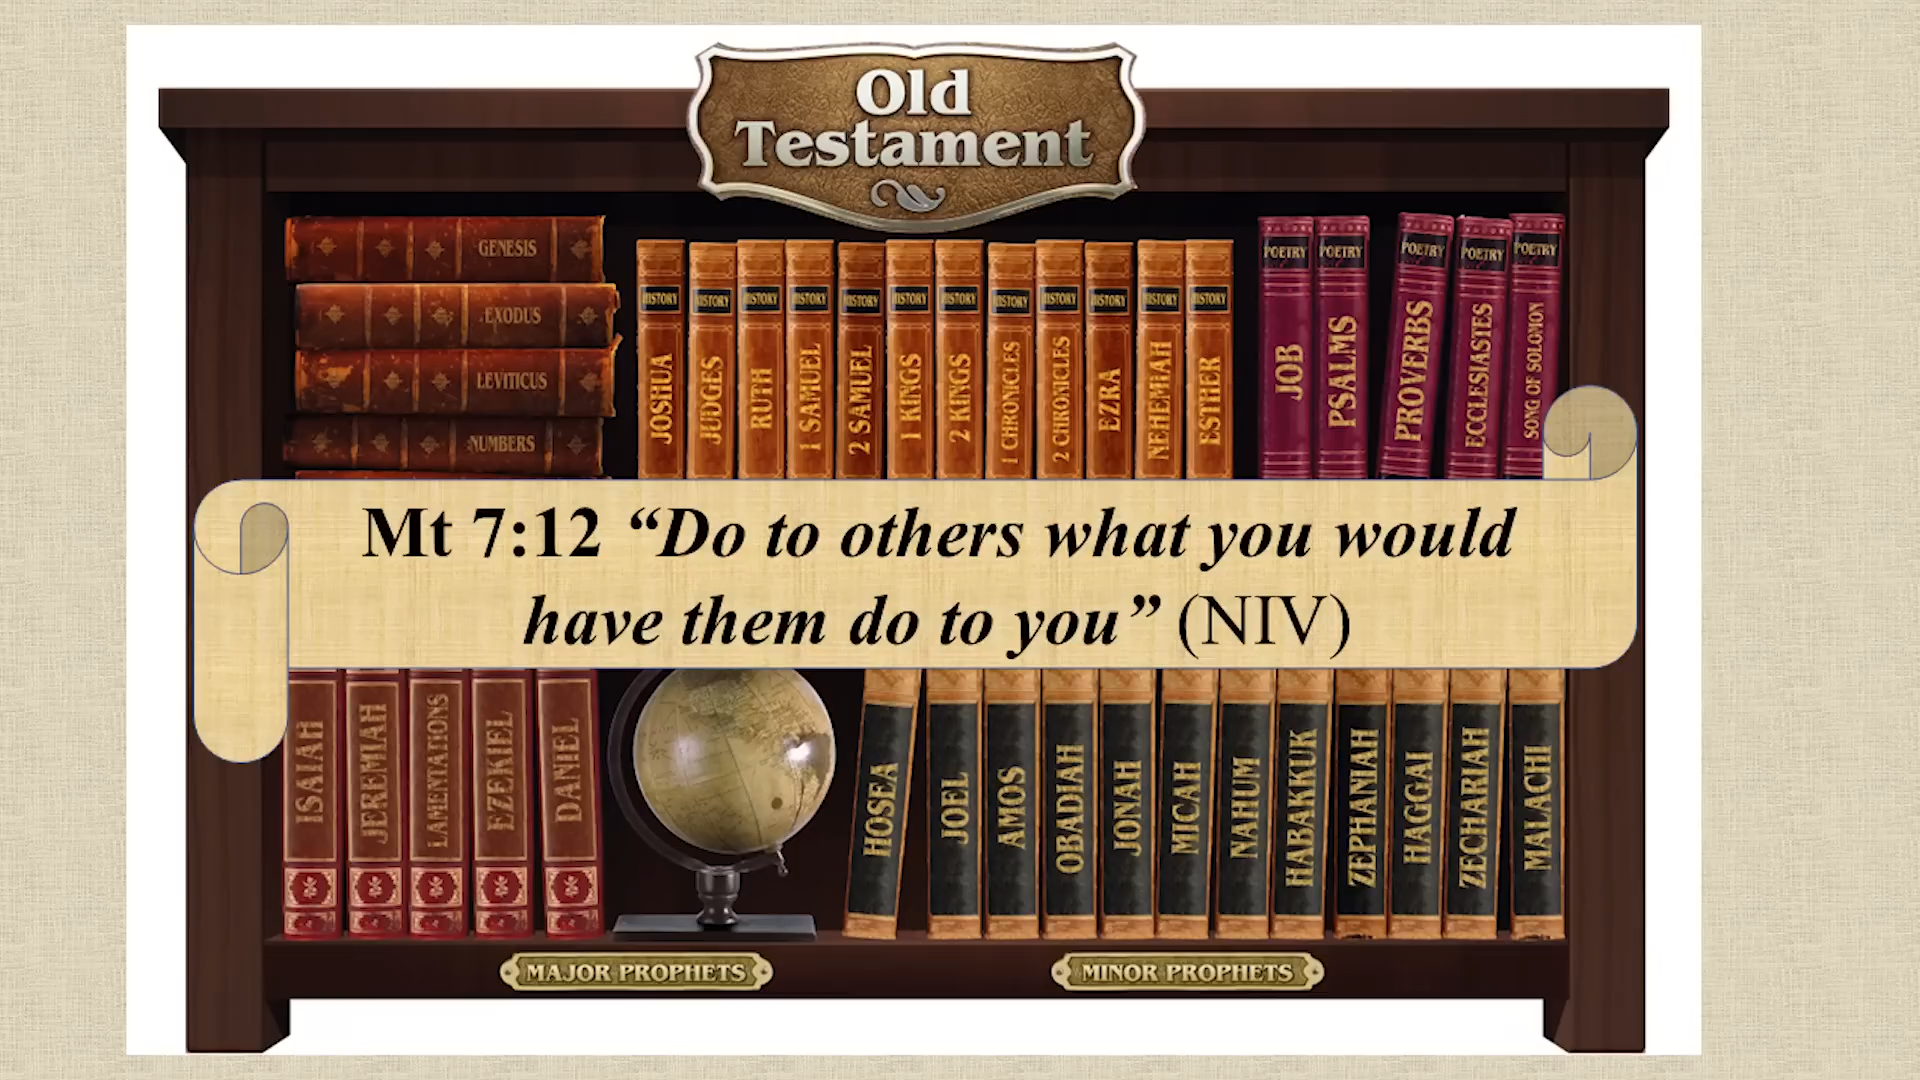 Old
Testament
GENESIS
EXODUS
LEVITICUS
NUMBERS
HISTORY
JOSHUA
HISTORY
JUDGES
HISTORY
RUTH
HISTORY
1 SAMUEL
HISTORY
2 SAMUEL
HISTORY
1 KINGS
HISTORY
2 KINGS
HISTORY
1 CHRONICLES
HISTORY
2 CHRONICLES
HISTORY
EZRA
HISTORY
NEHEMIAH
HISTORY
ESTHER
POETRY
JOB
POETRY
PSALMS
POETRY
PROVERBS
POETRY
ECCLESIASTES
POETRY
SONG OF SOLOMON
Mt 7:12 “Do to others what you would
have them do to you” (NIV)
ISAIAH
JEREMIAH
LAMENTATIONS
EZEKIEL
DANIEL
HOSEA
JOEL
AMOS
OBADIAH
JONAH
MICAH
NAHUM
HABAKKUK
ZEPHANIAH
HAGGAI
ZECHARIAH
MALACHI
MAJOR PROPHETS
MINOR PROPHETS